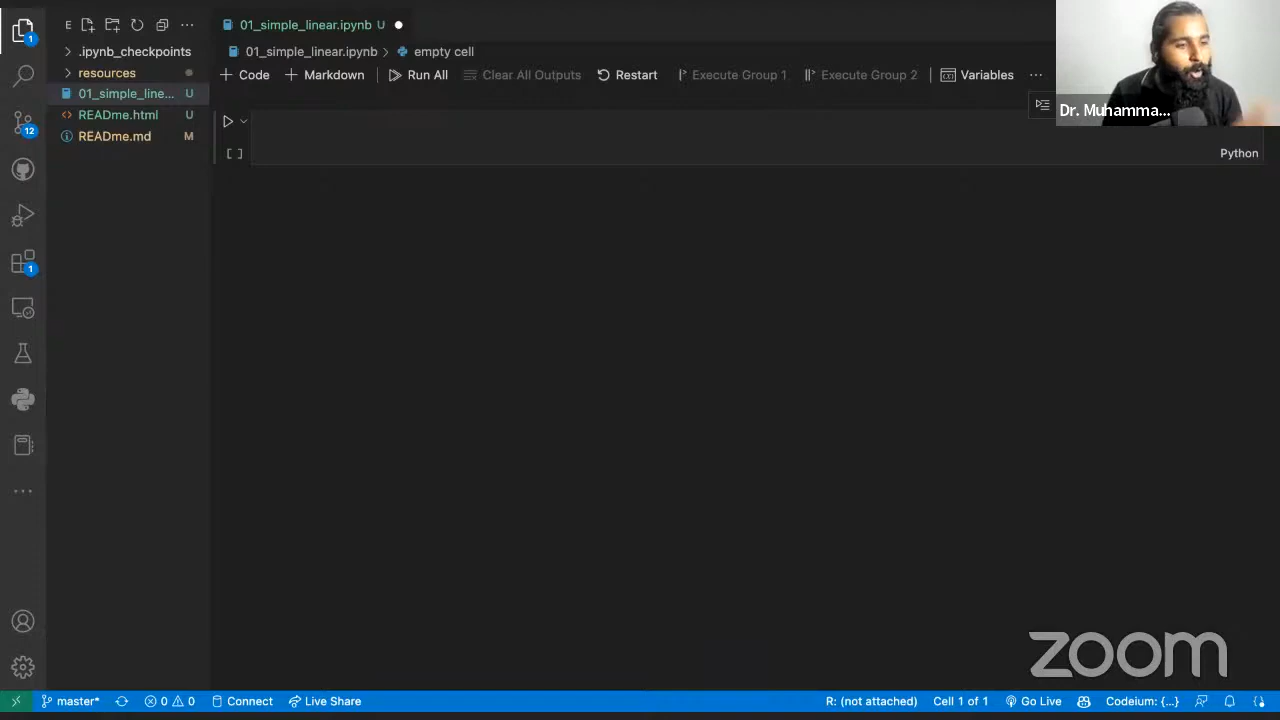 E
01_simple_linear.ipynb U
.ipynb_checkpoints
01_simple_linear.ipynb > empty cell
resources
Code Markdown Run All Clear All Outputs Restart Execute Group 1 Execute Group 2 Variables ...
01_simple_line... U
READme.html U
READme.md M
[ ]
Python
Dr. Muhamma...
1
12
1
zoom
master* 0 0 Connect Live Share R: (not attached) Cell 1 of 1 Go Live Codeium: {...}